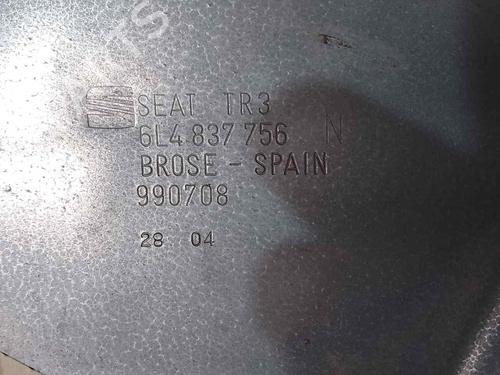 SEAT TR3
6L4 837 756 N
BROSE - SPAIN
990708
28 04